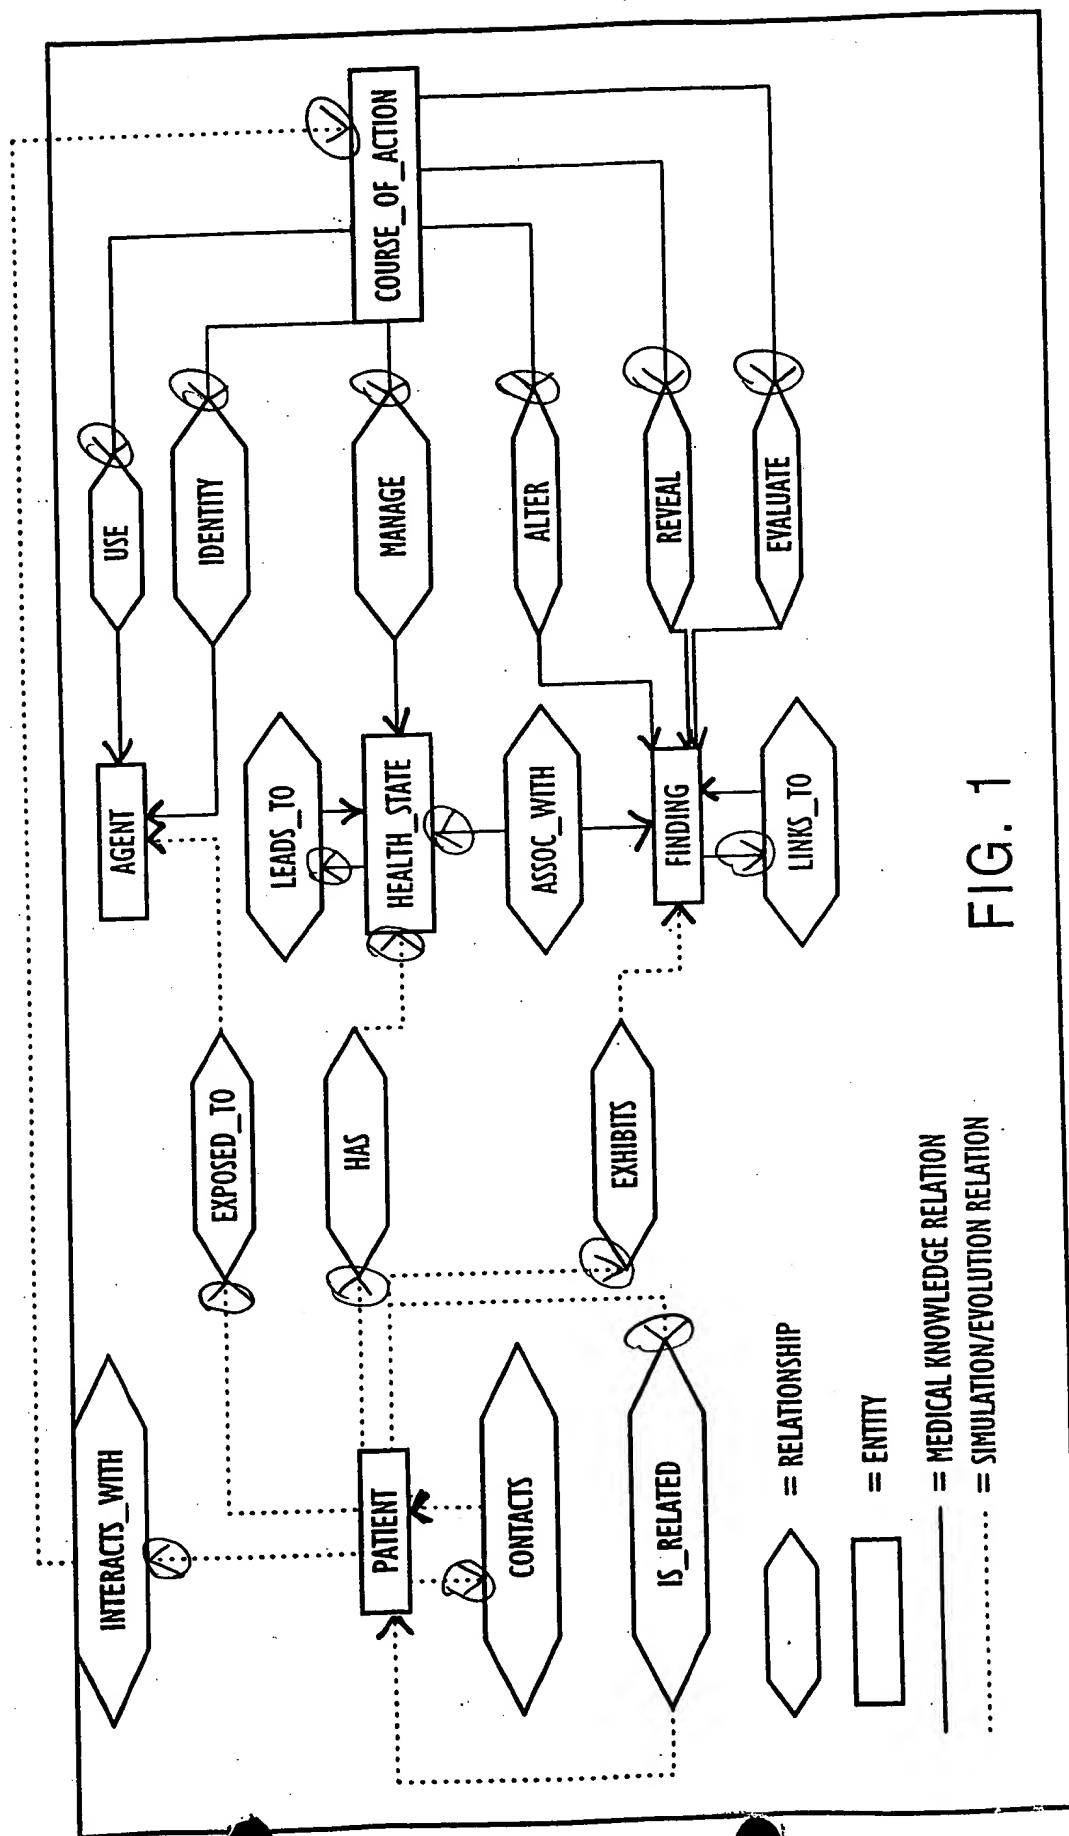 INTERACTS_WITH
EXPOSED_TO
AGENT
USE
IDENTITY
PATIENT
HAS
LEADS_TO
HEALTH_STATE
MANAGE
COURSE_OF_ACTION
CONTACTS
ASSOC_WITH
ALTER
IS_RELATED
EXHIBITS
FINDING
REVEAL
LINKS_TO
EVALUATE
= RELATIONSHIP
= ENTITY
= MEDICAL KNOWLEDGE RELATION
= SIMULATION/EVOLUTION RELATION
FIG. 1